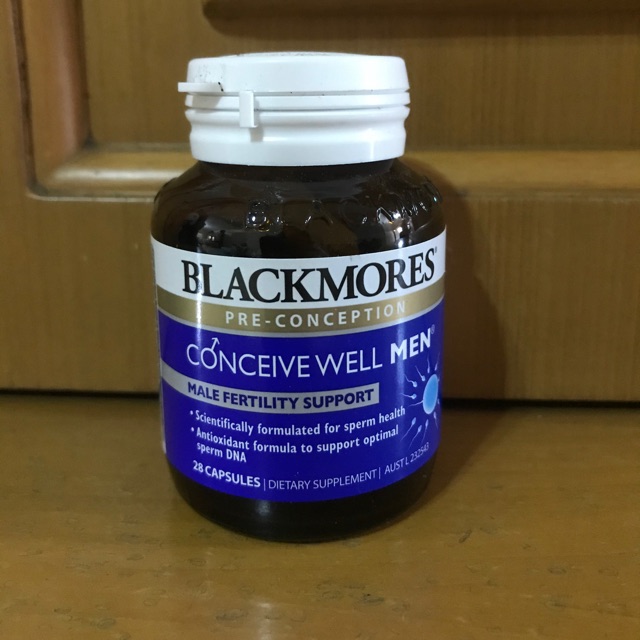 BLACKMORES®
PRE-CONCEPTION
CONCEIVE WELL MEN®
MALE FERTILITY SUPPORT
• Scientifically formulated for sperm health
• Antioxidant formula to support optimal
sperm DNA
28 CAPSULES | DIETARY SUPPLEMENT | AUST L 232543